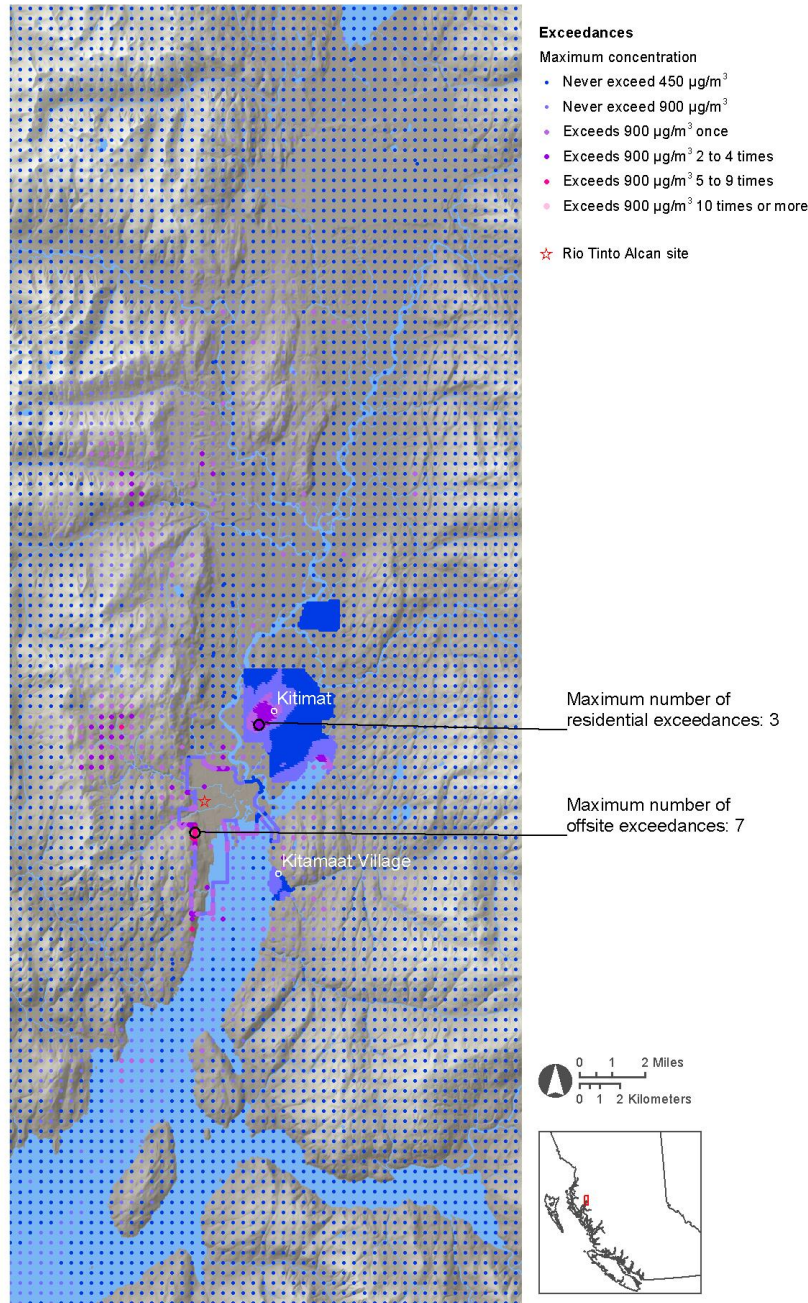 Exceedances
Maximum concentration
Never exceed 450 µg/m³
Never exceed 900 µg/m³
Exceeds 900 µg/m³ once
Exceeds 900 µg/m³ 2 to 4 times
Exceeds 900 µg/m³ 5 to 9 times
Exceeds 900 µg/m³ 10 times or more
Rio Tinto Alcan site
Kitimat
Maximum number of
residential exceedances: 3
Maximum number of
offsite exceedances: 7
Kitamaat Village
0 1 2 Miles
0 1 2 Kilometers